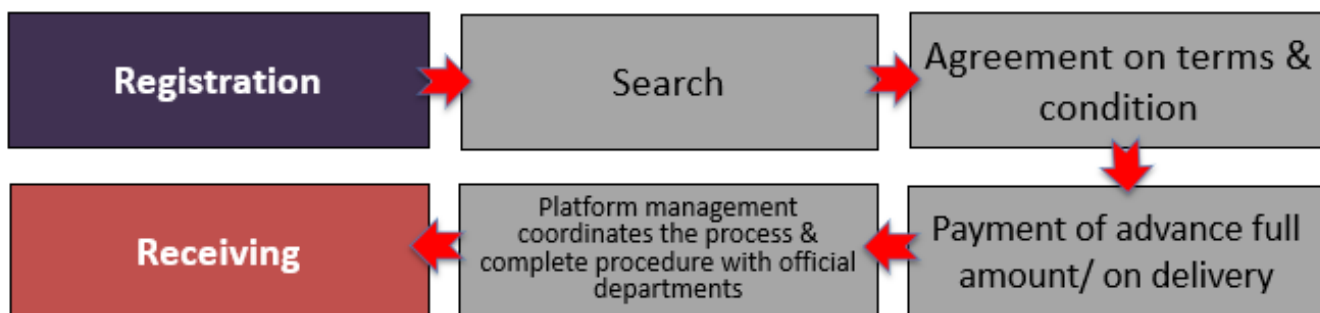 Registration
Search
Agreement on terms &
condition
Payment of advance full
amount/ on delivery
Platform management
coordinates the process &
complete procedure with official
departments
Receiving